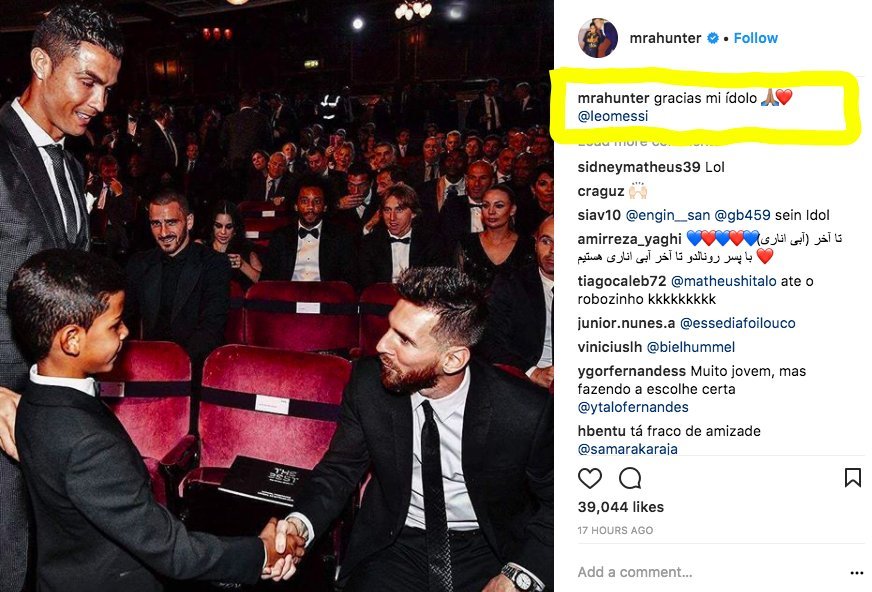 mrahunter • Follow
mrahunter gracias mi ídolo 🙏🏽❤️
@leomessi
Load more comments
sidneymatheus39 Lol
craguz 🙌🏻
siav10 @engin__san @gb459 sein Idol
amirreza_yaghi 💙❤️💙❤️💙(آبی اناری) تا آخر
با پسر رونالدو تا آخر آبی اناری هستیم ❤️
tiagocaleb72 @matheushitalo ate o
robozinho kkkkkkkkk
junior.nunes.a @essediafoilouco
viniciuslh @bielhummel
ygorfernandess Muito jovem, mas
fazendo a escolhe certa
@ytalofernandes
hbentu tá fraco de amizade
@samarakaraja
39,044 likes
17 HOURS AGO
Add a comment...
THE
BEST